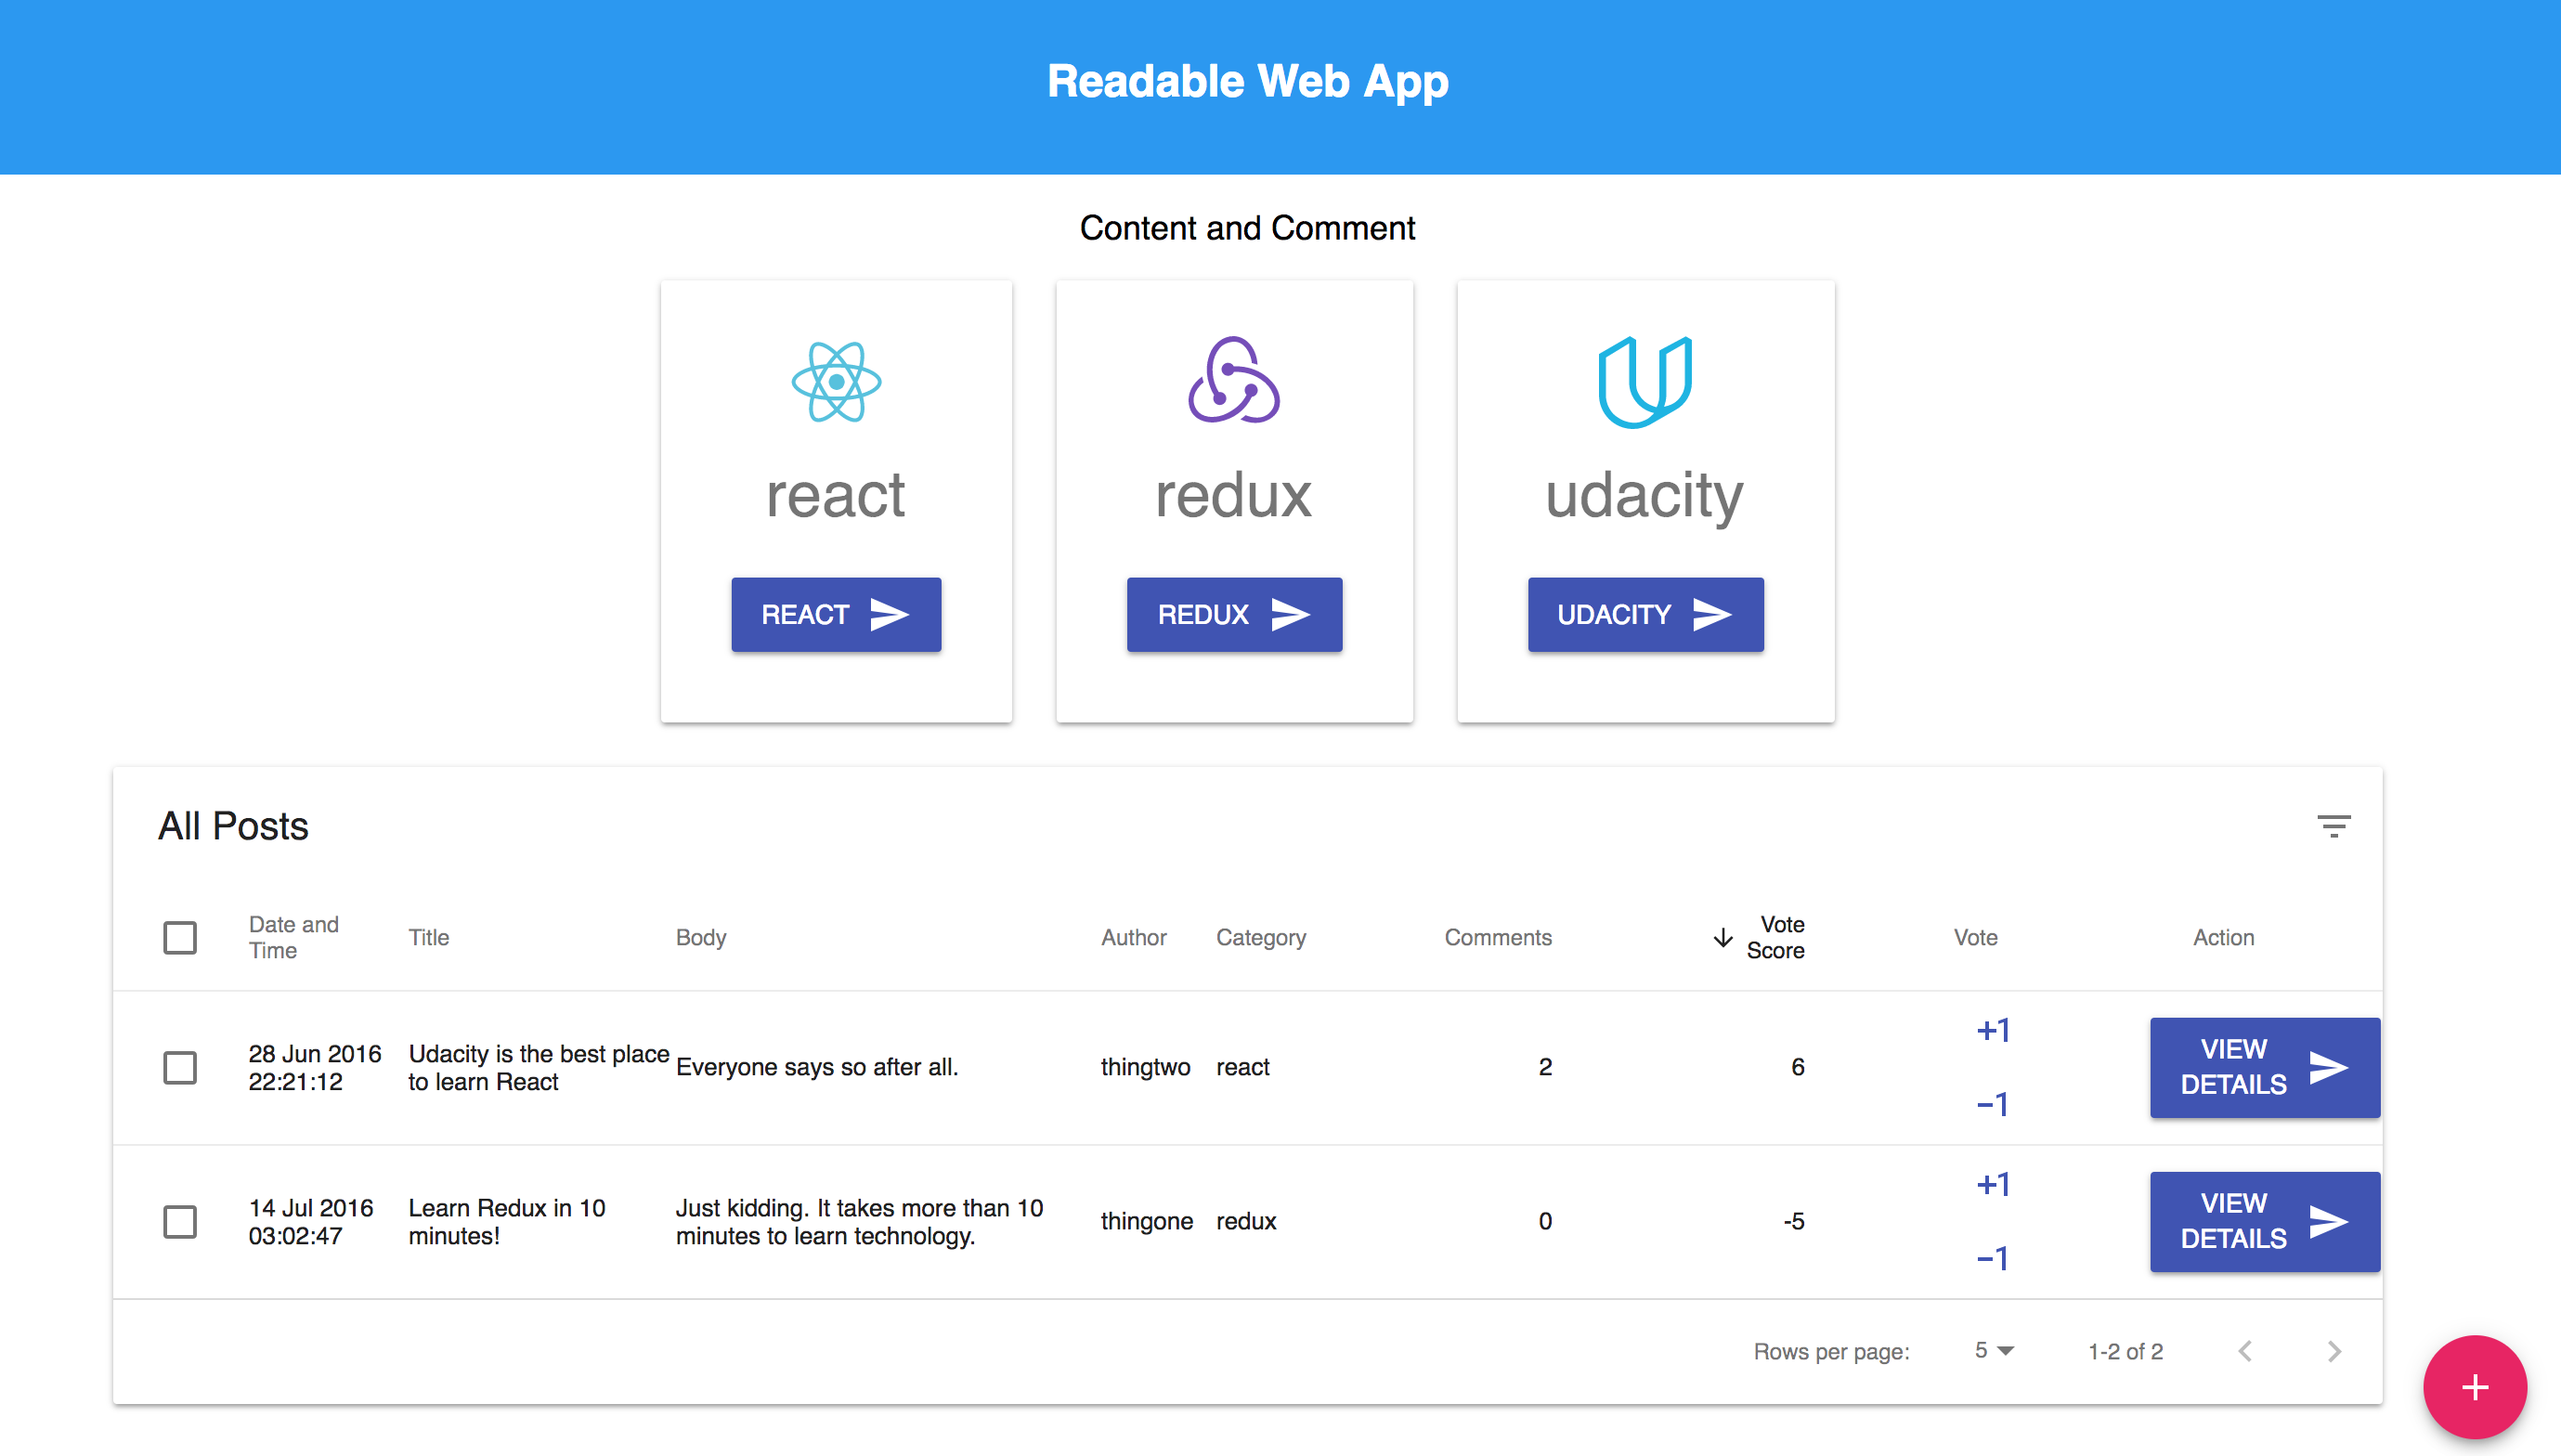 Readable Web App
Content and Comment
react
redux
udacity
REACT
REDUX
UDACITY
All Posts
Date and
Time
Title
Body
Author
Category
Comments
Vote
Score
Vote
Action
28 Jun 2016
22:21:12
Udacity is the best place
to learn React
Everyone says so after all.
thingtwo
react
2
6
+1
−1
VIEW
DETAILS
14 Jul 2016
03:02:47
Learn Redux in 10
minutes!
Just kidding. It takes more than 10
minutes to learn technology.
thingone
redux
0
-5
+1
−1
VIEW
DETAILS
Rows per page:
5
1-2 of 2
+